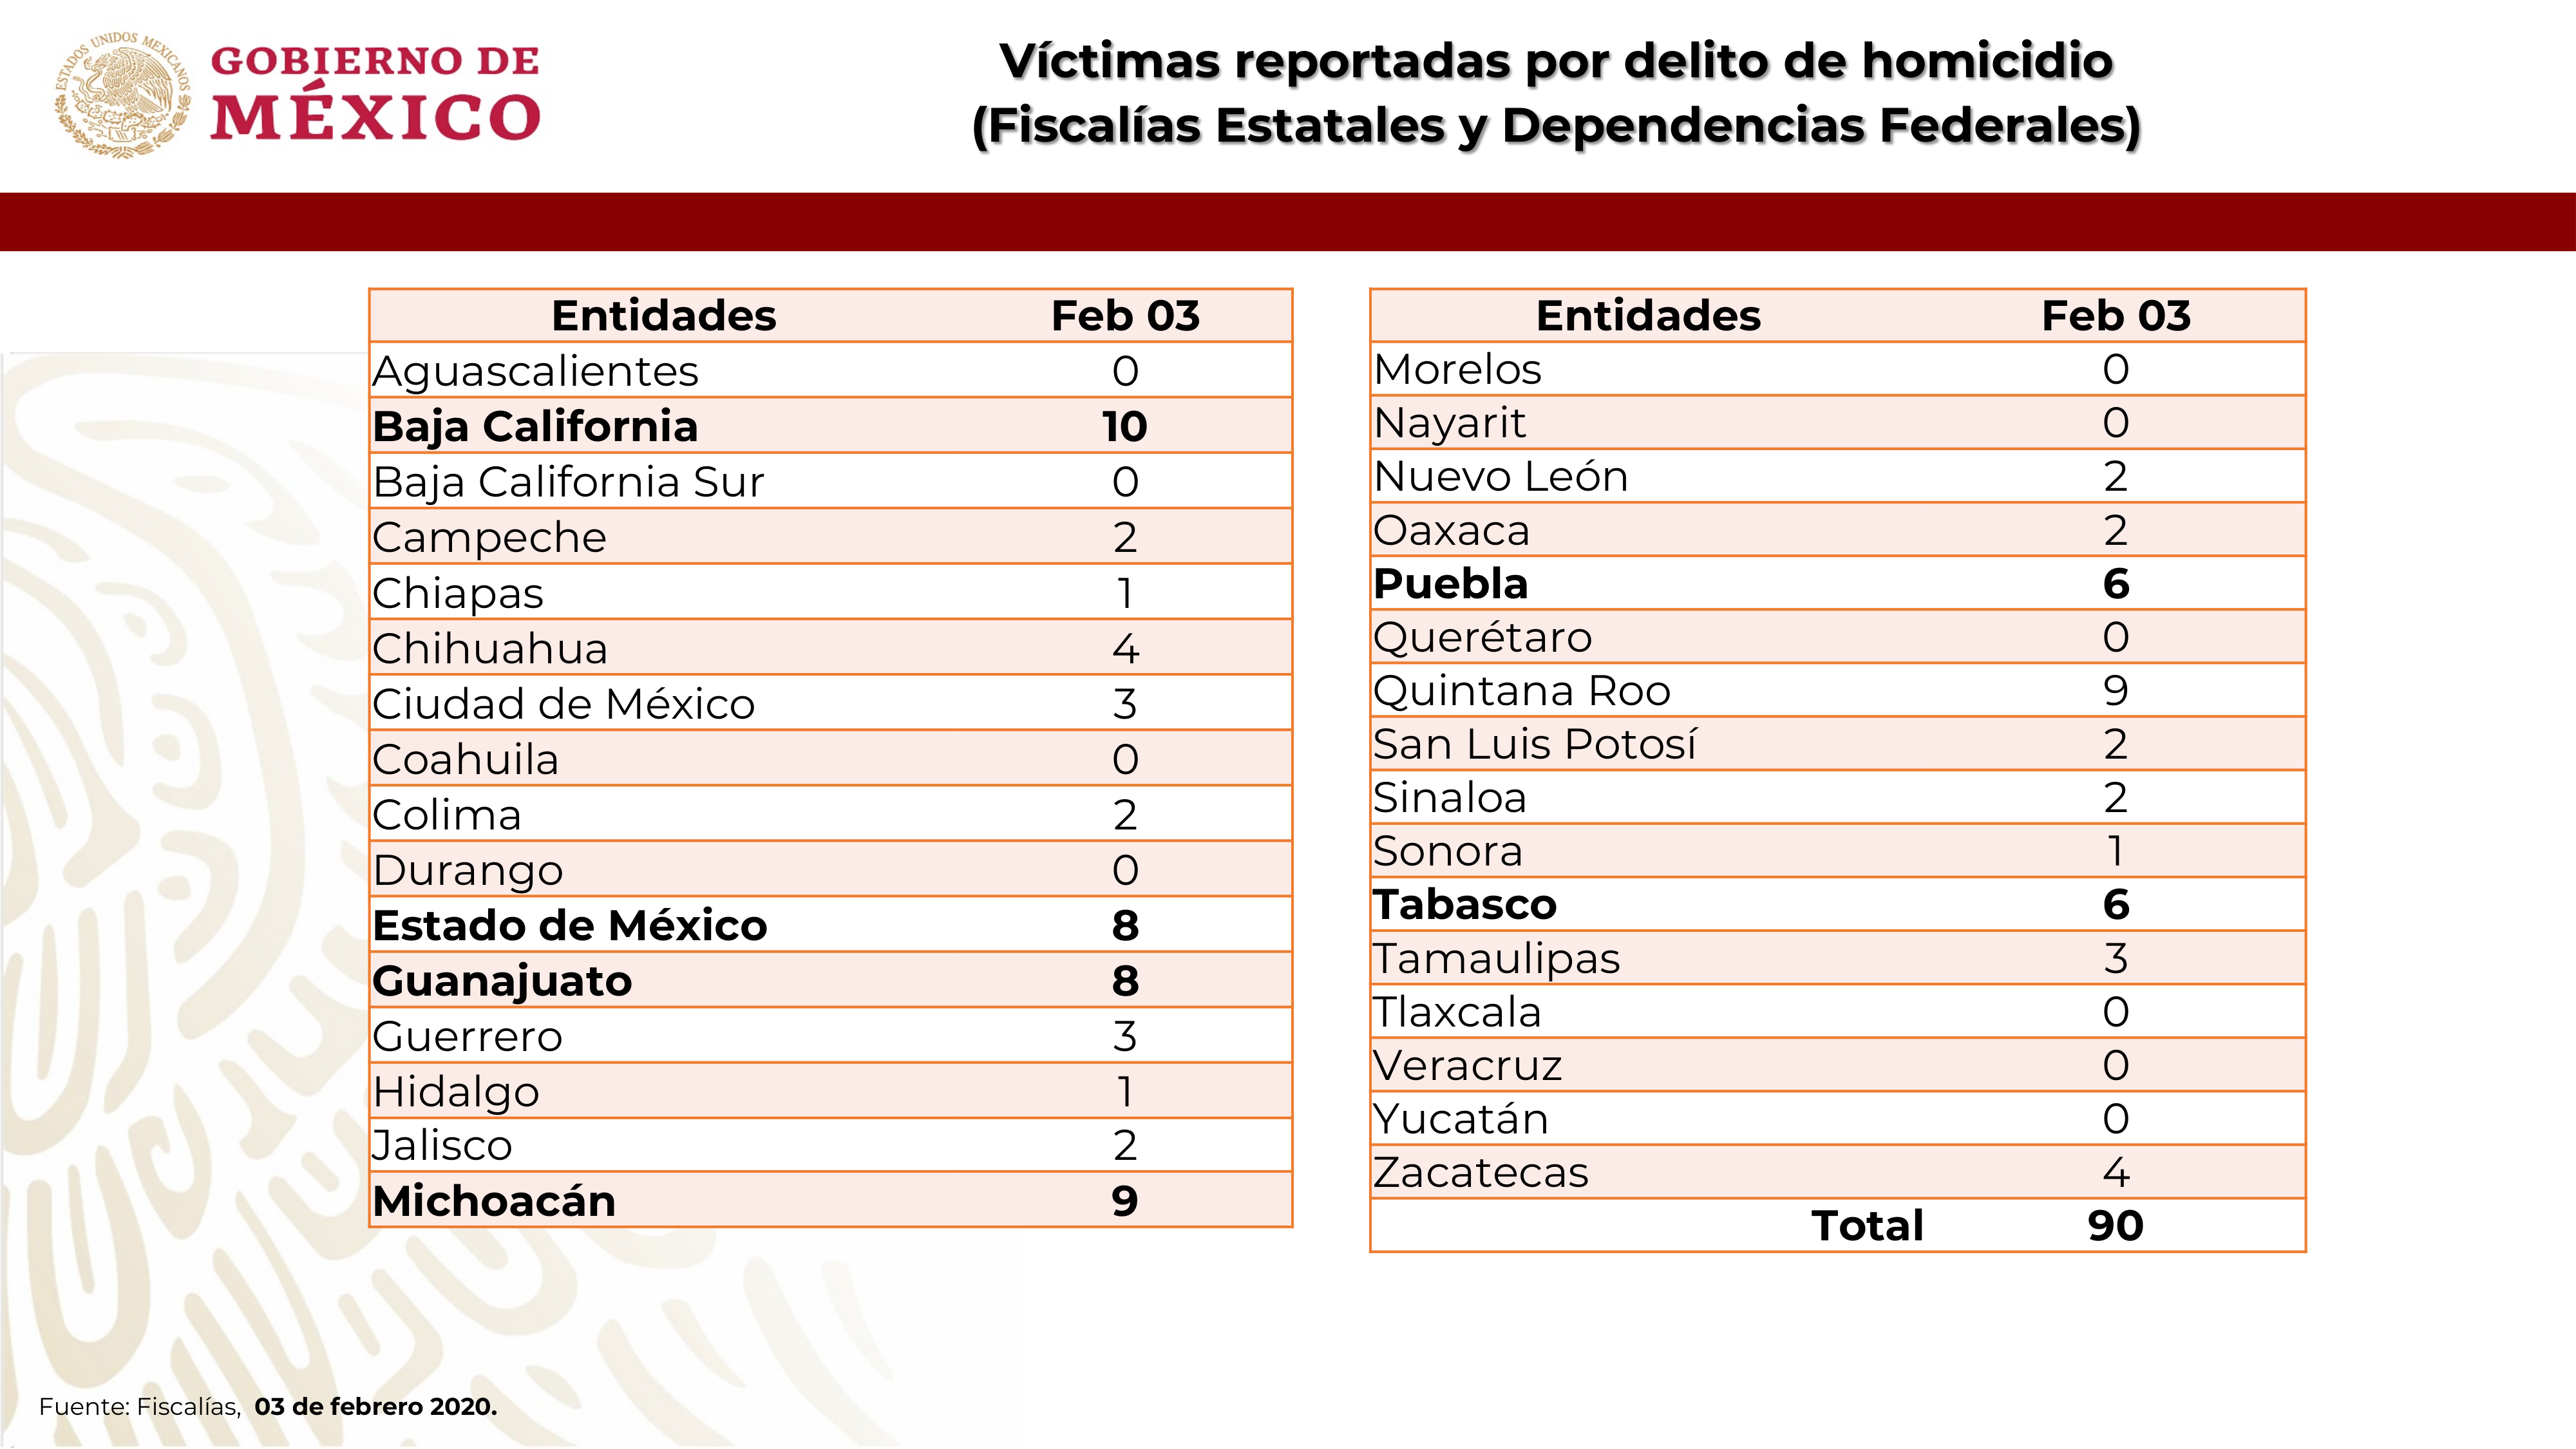 ESTADOS UNIDOS MEXICANOS
GOBIERNO DE
MÉXICO
Víctimas reportadas por delito de homicidio
(Fiscalías Estatales y Dependencias Federales)
Entidades Feb 03
Aguascalientes 0
Baja California 10
Baja California Sur 0
Campeche 2
Chiapas 1
Chihuahua 4
Ciudad de México 3
Coahuila 0
Colima 2
Durango 0
Estado de México 8
Guanajuato 8
Guerrero 3
Hidalgo 1
Jalisco 2
Michoacán 9
Entidades Feb 03
Morelos 0
Nayarit 0
Nuevo León 2
Oaxaca 2
Puebla 6
Querétaro 0
Quintana Roo 9
San Luis Potosí 2
Sinaloa 2
Sonora 1
Tabasco 6
Tamaulipas 3
Tlaxcala 0
Veracruz 0
Yucatán 0
Zacatecas 4
Total 90
Fuente: Fiscalías, 03 de febrero 2020.